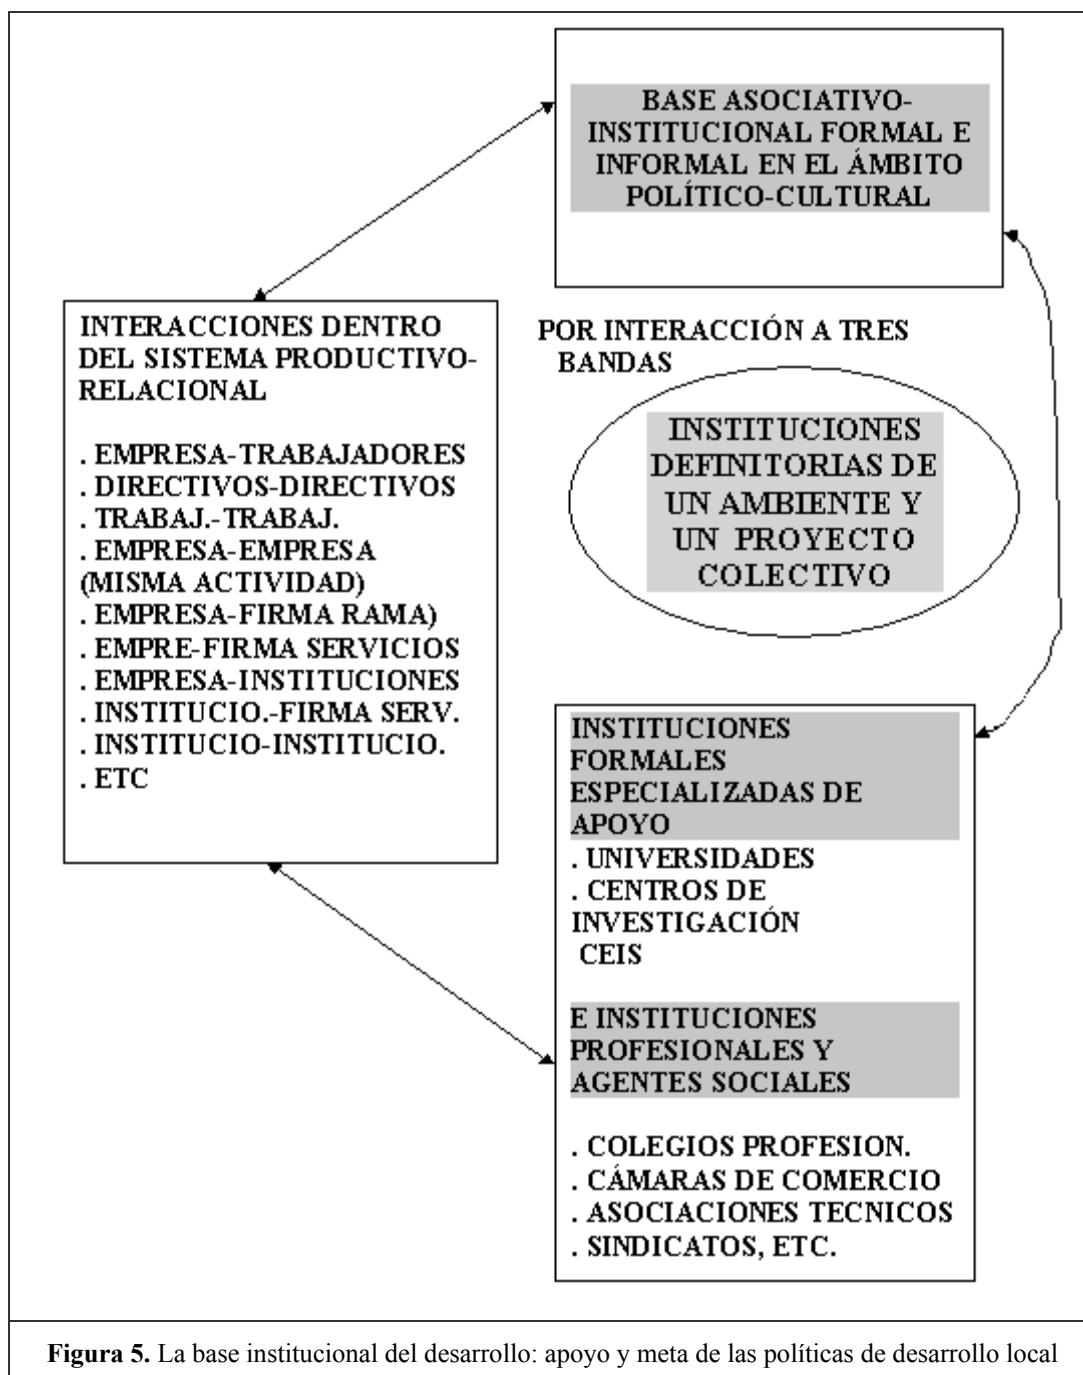 BASE ASOCIATIVO-
INSTITUCIONAL FORMAL E
INFORMAL EN EL ÁMBITO
POLÍTICO-CULTURAL
INTERACCIONES DENTRO
DEL SISTEMA PRODUCTIVO-
RELACIONAL
. EMPRESA-TRABAJADORES
. DIRECTIVOS-DIRECTIVOS
. TRABAJ.-TRABAJ.
. EMPRESA-EMPRESA
(MISMA ACTIVIDAD)
. EMPRESA-FIRMA RAMA)
. EMPRE-FIRMA SERVICIOS
. EMPRESA-INSTITUCIONES
. INSTITUCIO.-FIRMA SERV.
. INSTITUCIO-INSTITUCIO.
. ETC
POR INTERACCIÓN A TRES
BANDAS
INSTITUCIONES
DEFINITORIAS DE
UN AMBIENTE Y
UN PROYECTO
COLECTIVO
INSTITUCIONES
FORMALES
ESPECIALIZADAS DE
APOYO
. UNIVERSIDADES
. CENTROS DE
INVESTIGACIÓN
CEIS
E INSTITUCIONES
PROFESIONALES Y
AGENTES SOCIALES
. COLEGIOS PROFESION.
. CÁMARAS DE COMERCIO
. ASOCIACIONES TECNICOS
. SINDICATOS, ETC.
Figura 5. La base institucional del desarrollo: apoyo y meta de las políticas de desarrollo local